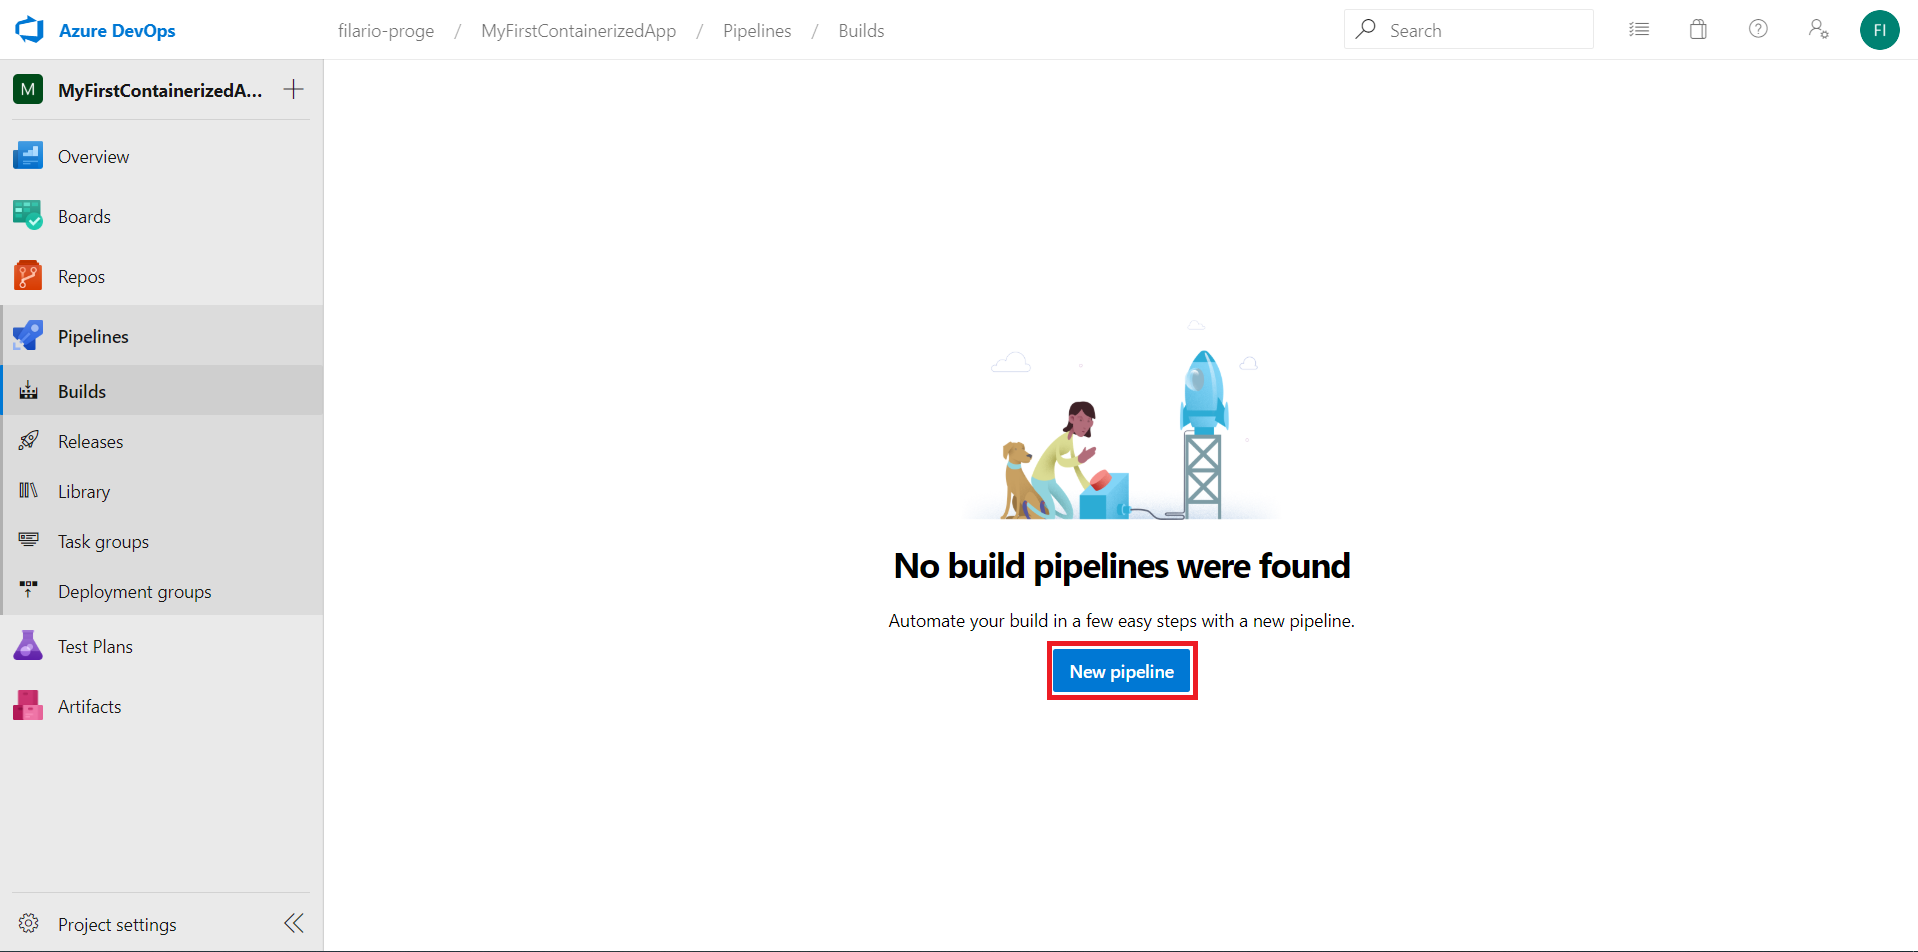 Azure DevOps
filario-proge / MyFirstContainerizedApp / Pipelines / Builds
Search
FI
M MyFirstContainerizedA...
Overview
Boards
Repos
Pipelines
Builds
Releases
Library
Task groups
Deployment groups
Test Plans
Artifacts
Project settings
No build pipelines were found
Automate your build in a few easy steps with a new pipeline.
New pipeline